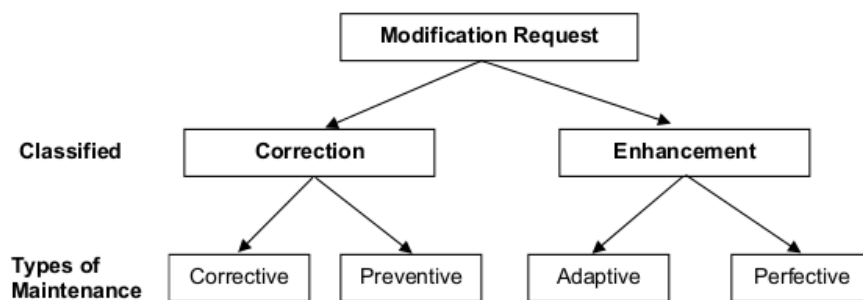 Modification Request
Classified
Correction
Enhancement
Types of
Maintenance
Corrective
Preventive
Adaptive
Perfective